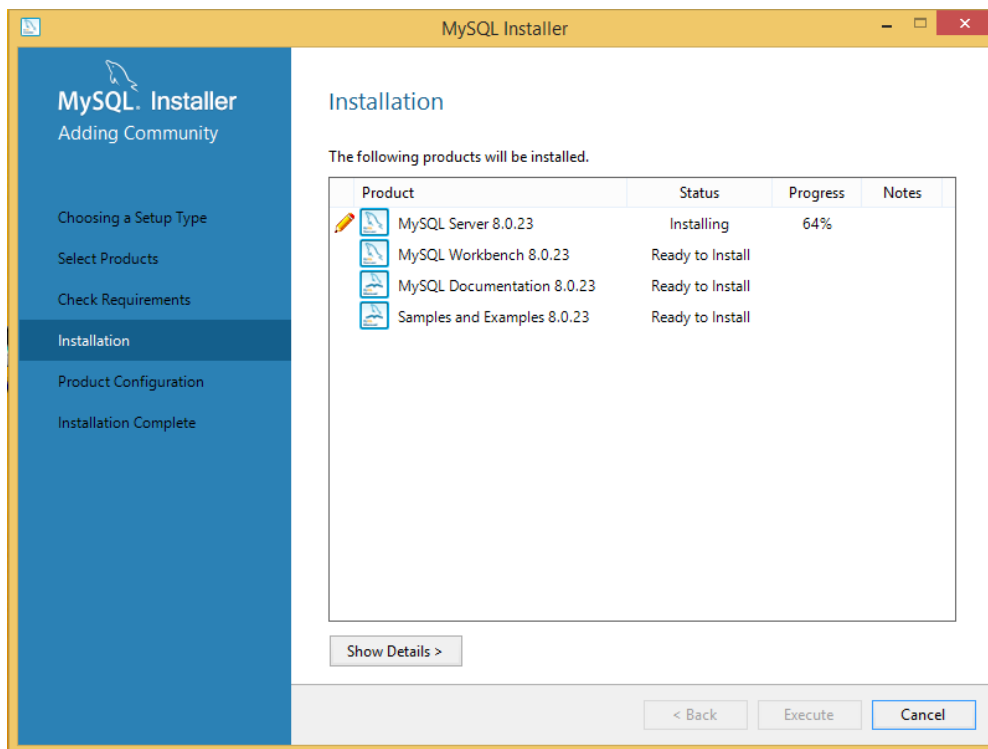 MySQL Installer
MySQL. Installer
Adding Community
Choosing a Setup Type
Select Products
Check Requirements
Installation
Product Configuration
Installation Complete
Installation
The following products will be installed.
Product Status Progress Notes
MySQL Server 8.0.23 Installing 64%
MySQL Workbench 8.0.23 Ready to Install
MySQL Documentation 8.0.23 Ready to Install
Samples and Examples 8.0.23 Ready to Install
Show Details >
< Back Execute Cancel